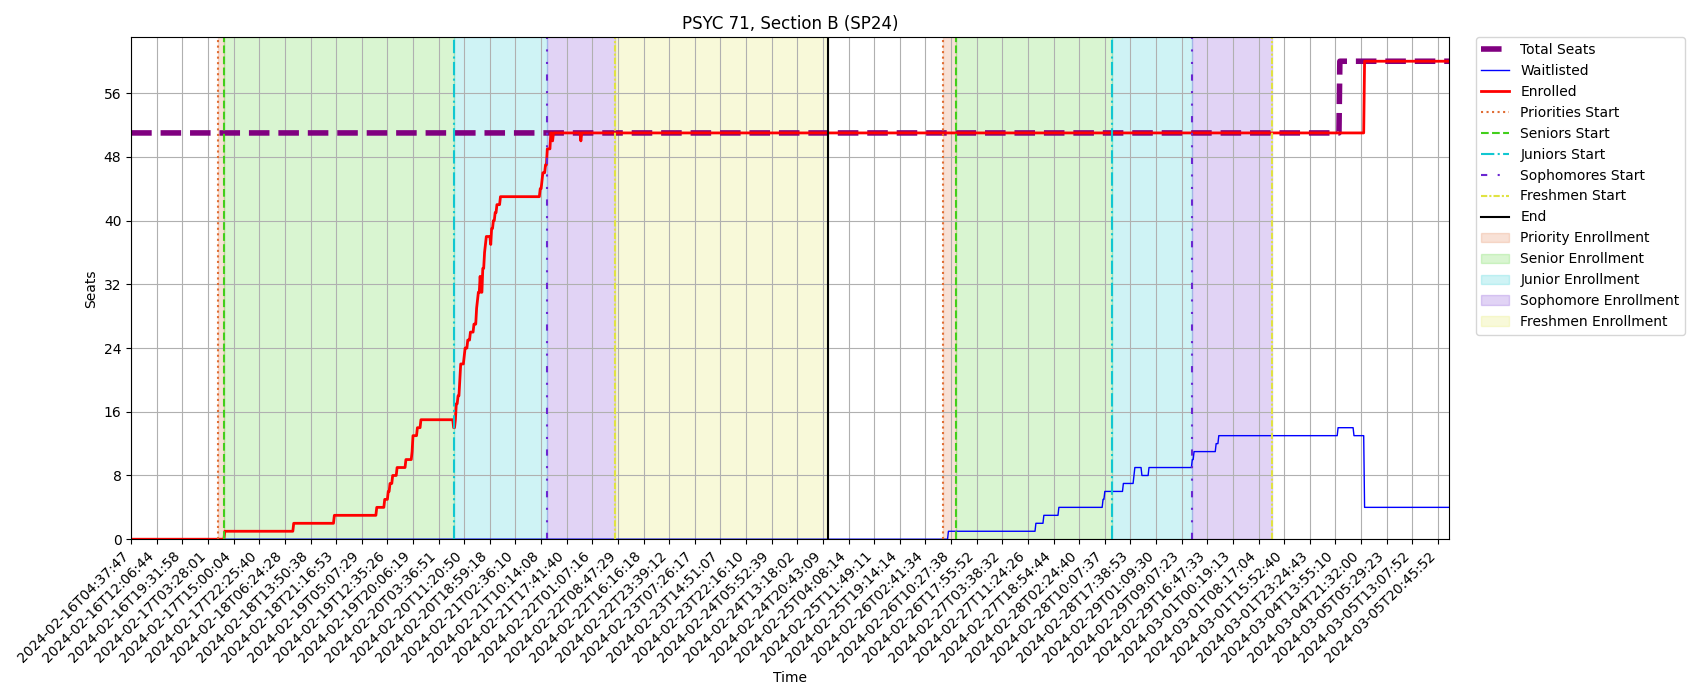 PSYC 71, Section B (SP24)
Total Seats
Waitlisted
Enrolled
Priorities Start
Seniors Start
Juniors Start
Sophomores Start
Freshmen Start
End
Priority Enrollment
Senior Enrollment
Junior Enrollment
Sophomore Enrollment
Freshmen Enrollment
Seats
56
48
40
32
24
16
8
0
2024-02-16T04:37:47
2024-02-16T12:06:44
2024-02-16T19:31:58
2024-02-17T03:28:01
2024-02-17T15:00:04
2024-02-17T22:25:40
2024-02-18T06:24:28
2024-02-18T13:50:38
2024-02-18T21:16:53
2024-02-19T05:07:29
2024-02-19T12:35:26
2024-02-19T20:06:19
2024-02-20T03:36:51
2024-02-20T11:20:50
2024-02-20T18:59:18
2024-02-21T02:36:10
2024-02-21T10:14:08
2024-02-21T17:41:40
2024-02-22T01:07:16
2024-02-22T08:47:29
2024-02-22T16:16:18
2024-02-22T23:39:12
2024-02-23T07:26:17
2024-02-23T14:51:07
2024-02-23T22:16:10
2024-02-24T05:52:39
2024-02-24T13:18:02
2024-02-24T20:43:09
2024-02-25T04:08:14
2024-02-25T11:49:11
2024-02-25T19:14:14
2024-02-26T02:41:34
2024-02-26T10:27:38
2024-02-26T17:55:52
2024-02-27T03:38:32
2024-02-27T11:24:26
2024-02-27T18:54:44
2024-02-28T02:24:40
2024-02-28T10:07:37
2024-02-28T17:38:53
2024-02-29T01:09:30
2024-02-29T09:07:23
2024-02-29T16:47:33
2024-03-01T00:19:13
2024-03-01T08:17:04
2024-03-01T15:52:40
2024-03-01T23:24:43
2024-03-04T13:55:10
2024-03-04T21:32:00
2024-03-05T05:29:23
2024-03-05T13:07:52
2024-03-05T20:45:52
Time